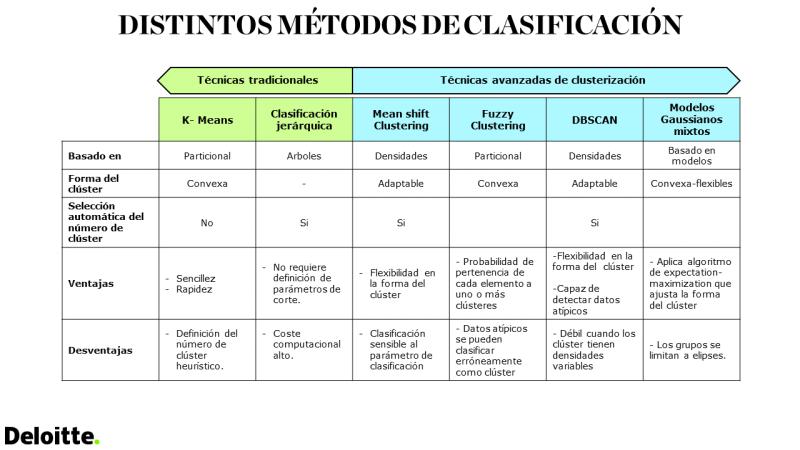 DISTINTOS MÉTODOS DE CLASIFICACIÓN
Técnicas tradicionales
Técnicas avanzadas de clusterización
K- Means
Clasificación
jerárquica
Mean shift
Clustering
Fuzzy
Clustering
DBSCAN
Modelos
Gaussianos
mixtos
Basado en
Particional
Arboles
Densidades
Particional
Densidades
Basado en
modelos
Forma del
clúster
Convexa
-
Adaptable
Convexa
Adaptable
Convexa-flexibles
Selección
automática del
número de
clúster
No
Si
Si
Si
Ventajas
- Sencillez
- Rapidez
- No requiere
definición de
parámetros de
corte.
- Flexibilidad en
la forma del
clúster
- Probabilidad de
pertenencia de
cada elemento a
uno o más
clústeres
-Flexibilidad en la
forma del clúster
-Capaz de
detectar datos
atípicos
- Aplica algoritmo
de expectation-
maximization que
ajusta la forma
del clúster
Desventajas
- Definición del
número de
clúster
heurístico.
- Coste
computacional
alto.
- Clasificación
sensible al
parámetro de
clasificación
- Datos atípicos
se pueden
clasificar
erróneamente
como clúster
- Débil cuando los
clúster tienen
densidades
variables
- Los grupos se
limitan a elipses.
Deloitte.